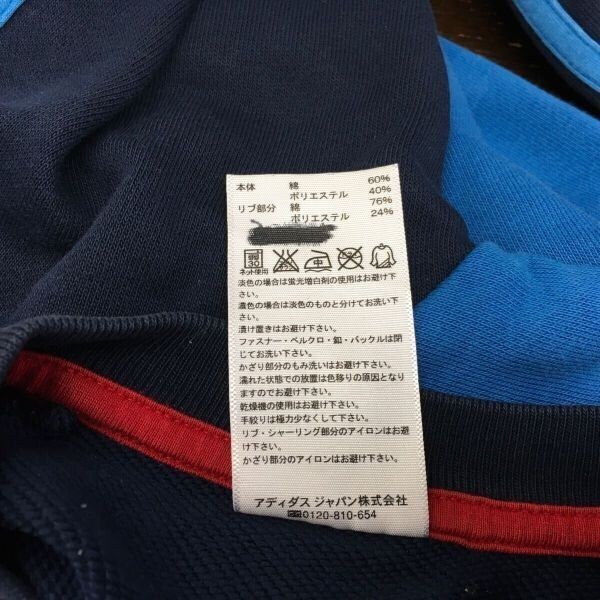 本体 綿 60%
ポリエステル 40%
リブ部分 綿 76%
ポリエステル 24%
30 中
ネット使用
淡色の場合は蛍光増白剤の使用はお避け下
さい。
濃色の場合は淡色のものと分けてお洗い下
さい。
漬け置きはお避け下さい。
ファスナー・ベルクロ・釦・バックルは閉
じてお洗い下さい。
かざり部分のもみ洗いはお避け下さい。
濡れた状態での放置は色移りの原因となり
ますのでお避け下さい。
乾燥機の使用はお避け下さい。
手絞りは極力少なくして下さい。
リブ・シャーリング部分のアイロンはお避
け下さい。
かざり部分のアイロンはお避け下さい。
アディダス ジャパン株式会社
0120-810-654